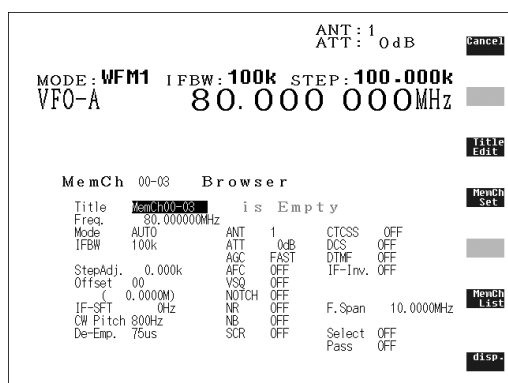 ANT:1
ATT: 0dB
Cancel
MODE:WFM1 IFBW:100k STEP:100.000k
VFO-A 80.000 000MHz
Title
Edit
MemCh 00-03 Browser
MemCh
Set
Title MemCh00-03 is Empty
Freq. 80.000000MHz
Mode AUTO ANT 1 CTCSS OFF
IFBW 100k ATT 0dB DCS OFF
AGC FAST DTMF OFF
StepAdj. 0.000k AFC OFF IF-Inv. OFF
Offset 00 VSQ OFF
( 0.0000M) NOTCH OFF
MemCh
List
IF-SFT 0Hz NR OFF F.Span 10.0000MHz
CW Pitch 800Hz NB OFF
De-Emp. 75us SCR OFF Select OFF
Pass OFF
disp.